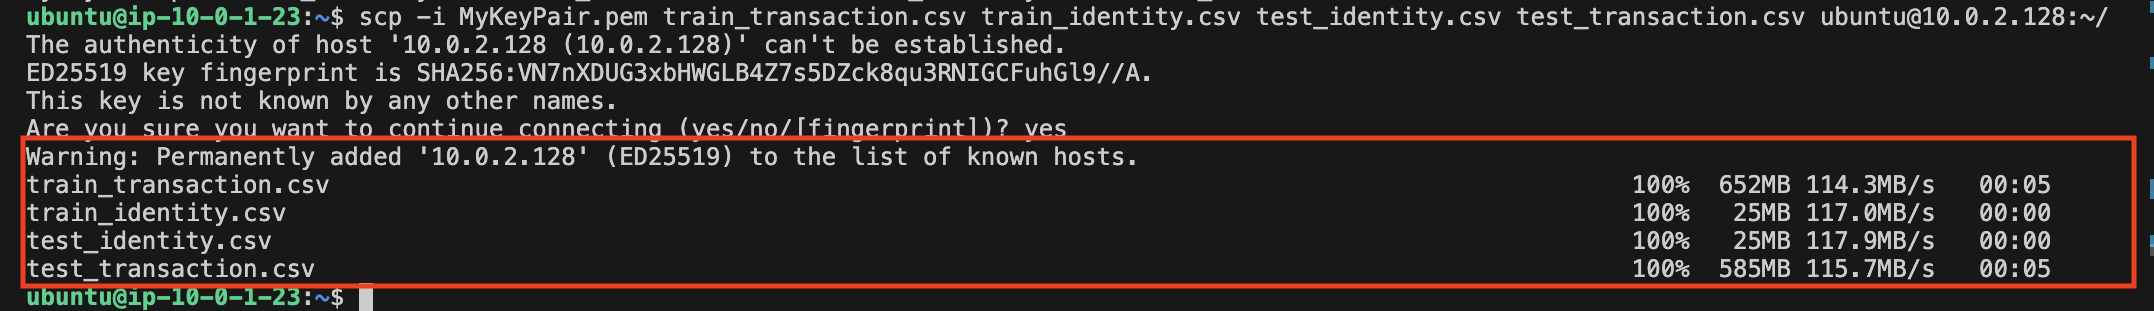 ubuntu@ip-10-0-1-23:~$ scp -i MyKeyPair.pem train_transaction.csv train_identity.csv test_identity.csv test_transaction.csv ubuntu@10.0.2.128:~/
The authenticity of host '10.0.2.128 (10.0.2.128)' can't be established.
ED25519 key fingerprint is SHA256:VN7nXDUG3xbHWGLB4Z7s5DZck8qu3RNIGCFuhGl9//A.
This key is not known by any other names.
Are you sure you want to continue connecting (yes/no/[fingerprint])? yes
Warning: Permanently added '10.0.2.128' (ED25519) to the list of known hosts.
train_transaction.csv 100% 652MB 114.3MB/s 00:05
train_identity.csv 100% 25MB 117.0MB/s 00:00
test_identity.csv 100% 25MB 117.9MB/s 00:00
test_transaction.csv 100% 585MB 115.7MB/s 00:05
ubuntu@ip-10-0-1-23:~$